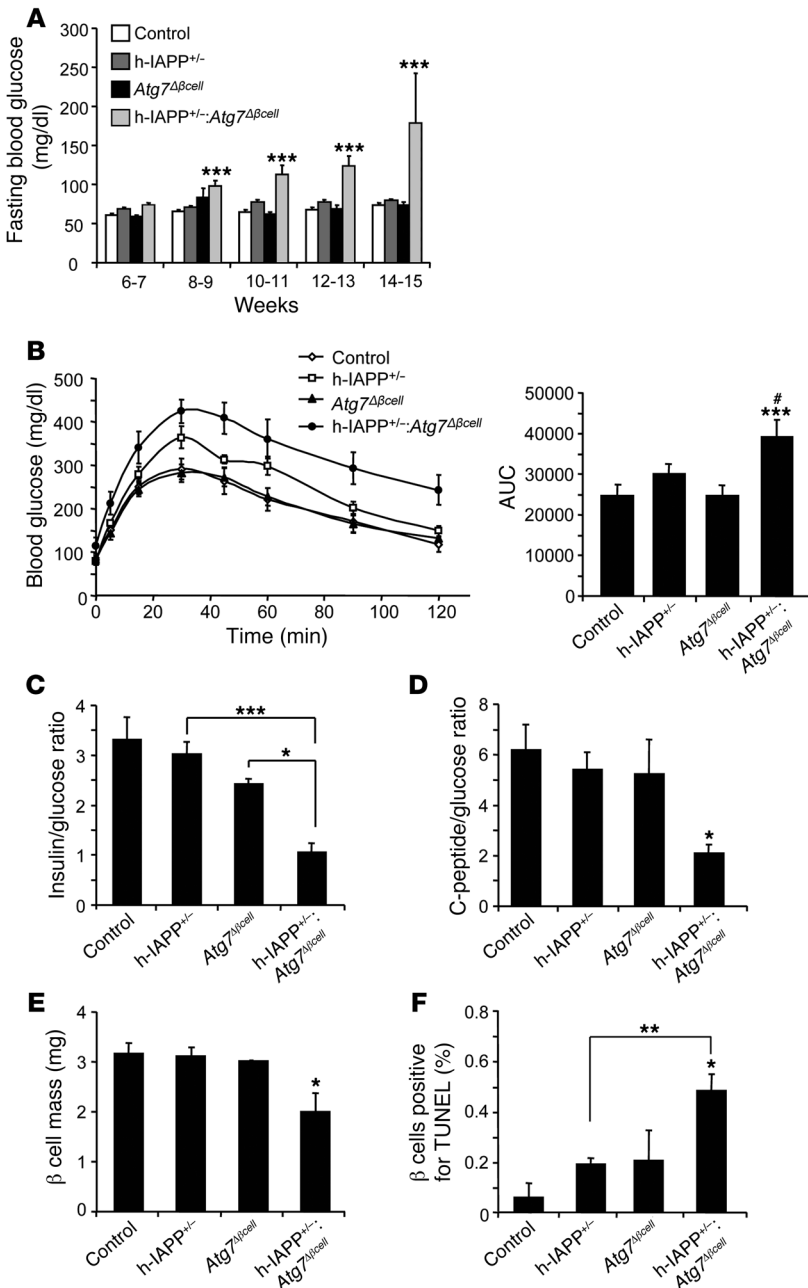 A
Control
h-IAPP+/–
Atg7Δβcell
h-IAPP+/–:Atg7Δβcell
Fasting blood glucose
(mg/dl)
300
250
200
150
100
50
0
***
***
***
***
6-7
8-9
10-11
12-13
14-15
Weeks
B
Control
h-IAPP+/–
Atg7Δβcell
h-IAPP+/–:Atg7Δβcell
Blood glucose (mg/dl)
500
400
300
200
100
0
0
20
40
60
80
100
120
Time (min)
AUC
50000
40000
30000
20000
10000
0
#
***
Control
h-IAPP+/–
Atg7Δβcell
h-IAPP+/–:
Atg7Δβcell
C
Insulin/glucose ratio
4
3
2
1
0
***
*
Control
h-IAPP+/–
Atg7Δβcell
h-IAPP+/–:
Atg7Δβcell
D
C-peptide/glucose ratio
8
6
4
2
0
*
Control
h-IAPP+/–
Atg7Δβcell
h-IAPP+/–:
Atg7Δβcell
E
β cell mass (mg)
4
3
2
1
0
*
Control
h-IAPP+/–
Atg7Δβcell
h-IAPP+/–:
Atg7Δβcell
F
β cells positive
for TUNEL (%)
0.8
0.6
0.4
0.2
0
**
*
Control
h-IAPP+/–
Atg7Δβcell
h-IAPP+/–:
Atg7Δβcell